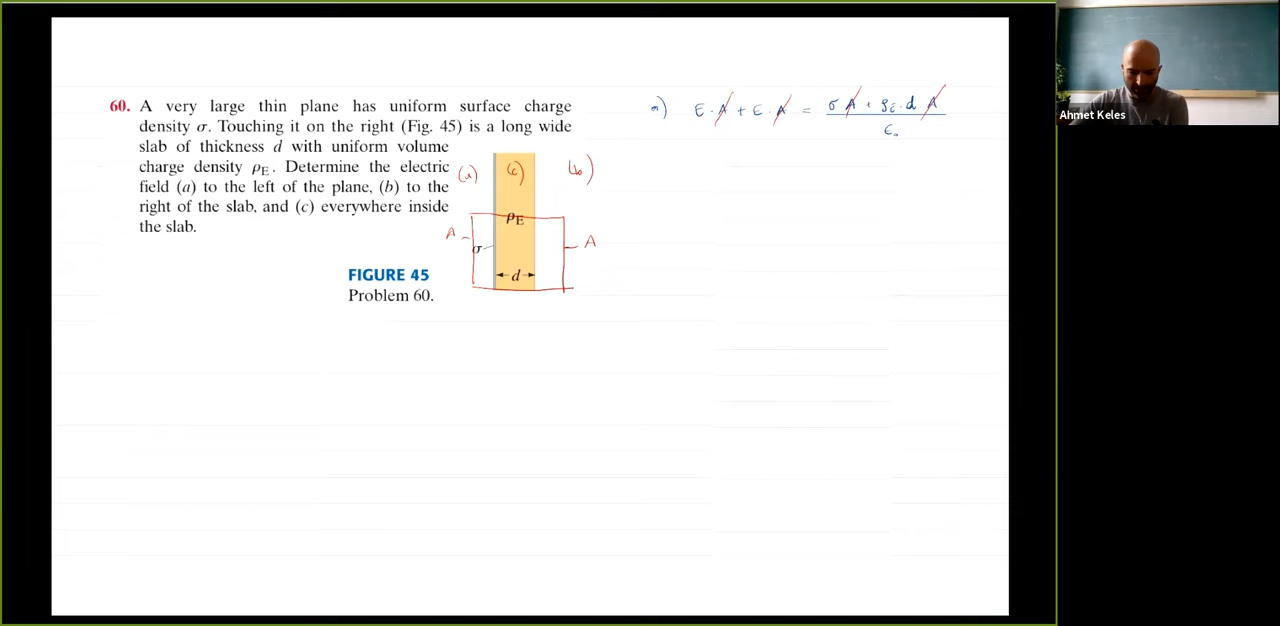 60. A very large thin plane has uniform surface charge
density σ. Touching it on the right (Fig. 45) is a long wide
slab of thickness d with uniform volume
charge density ρE. Determine the electric
field (a) to the left of the plane, (b) to the
right of the slab, and (c) everywhere inside
the slab.
FIGURE 45
Problem 60.
(a) (c) (b)
ρE
A
σ
A
d
a) E·A + E·A = σA + ρE·d A
ε₀
Ahmet Keles